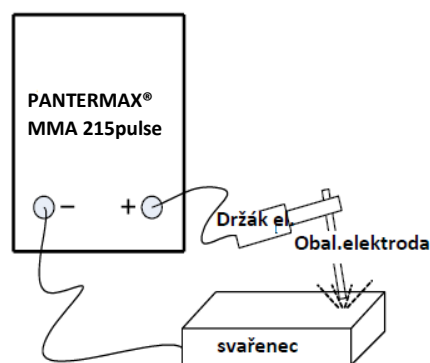 PANTERMAX®
MMA 215pulse
- +
Držák el.
Obal.elektroda
svařenec